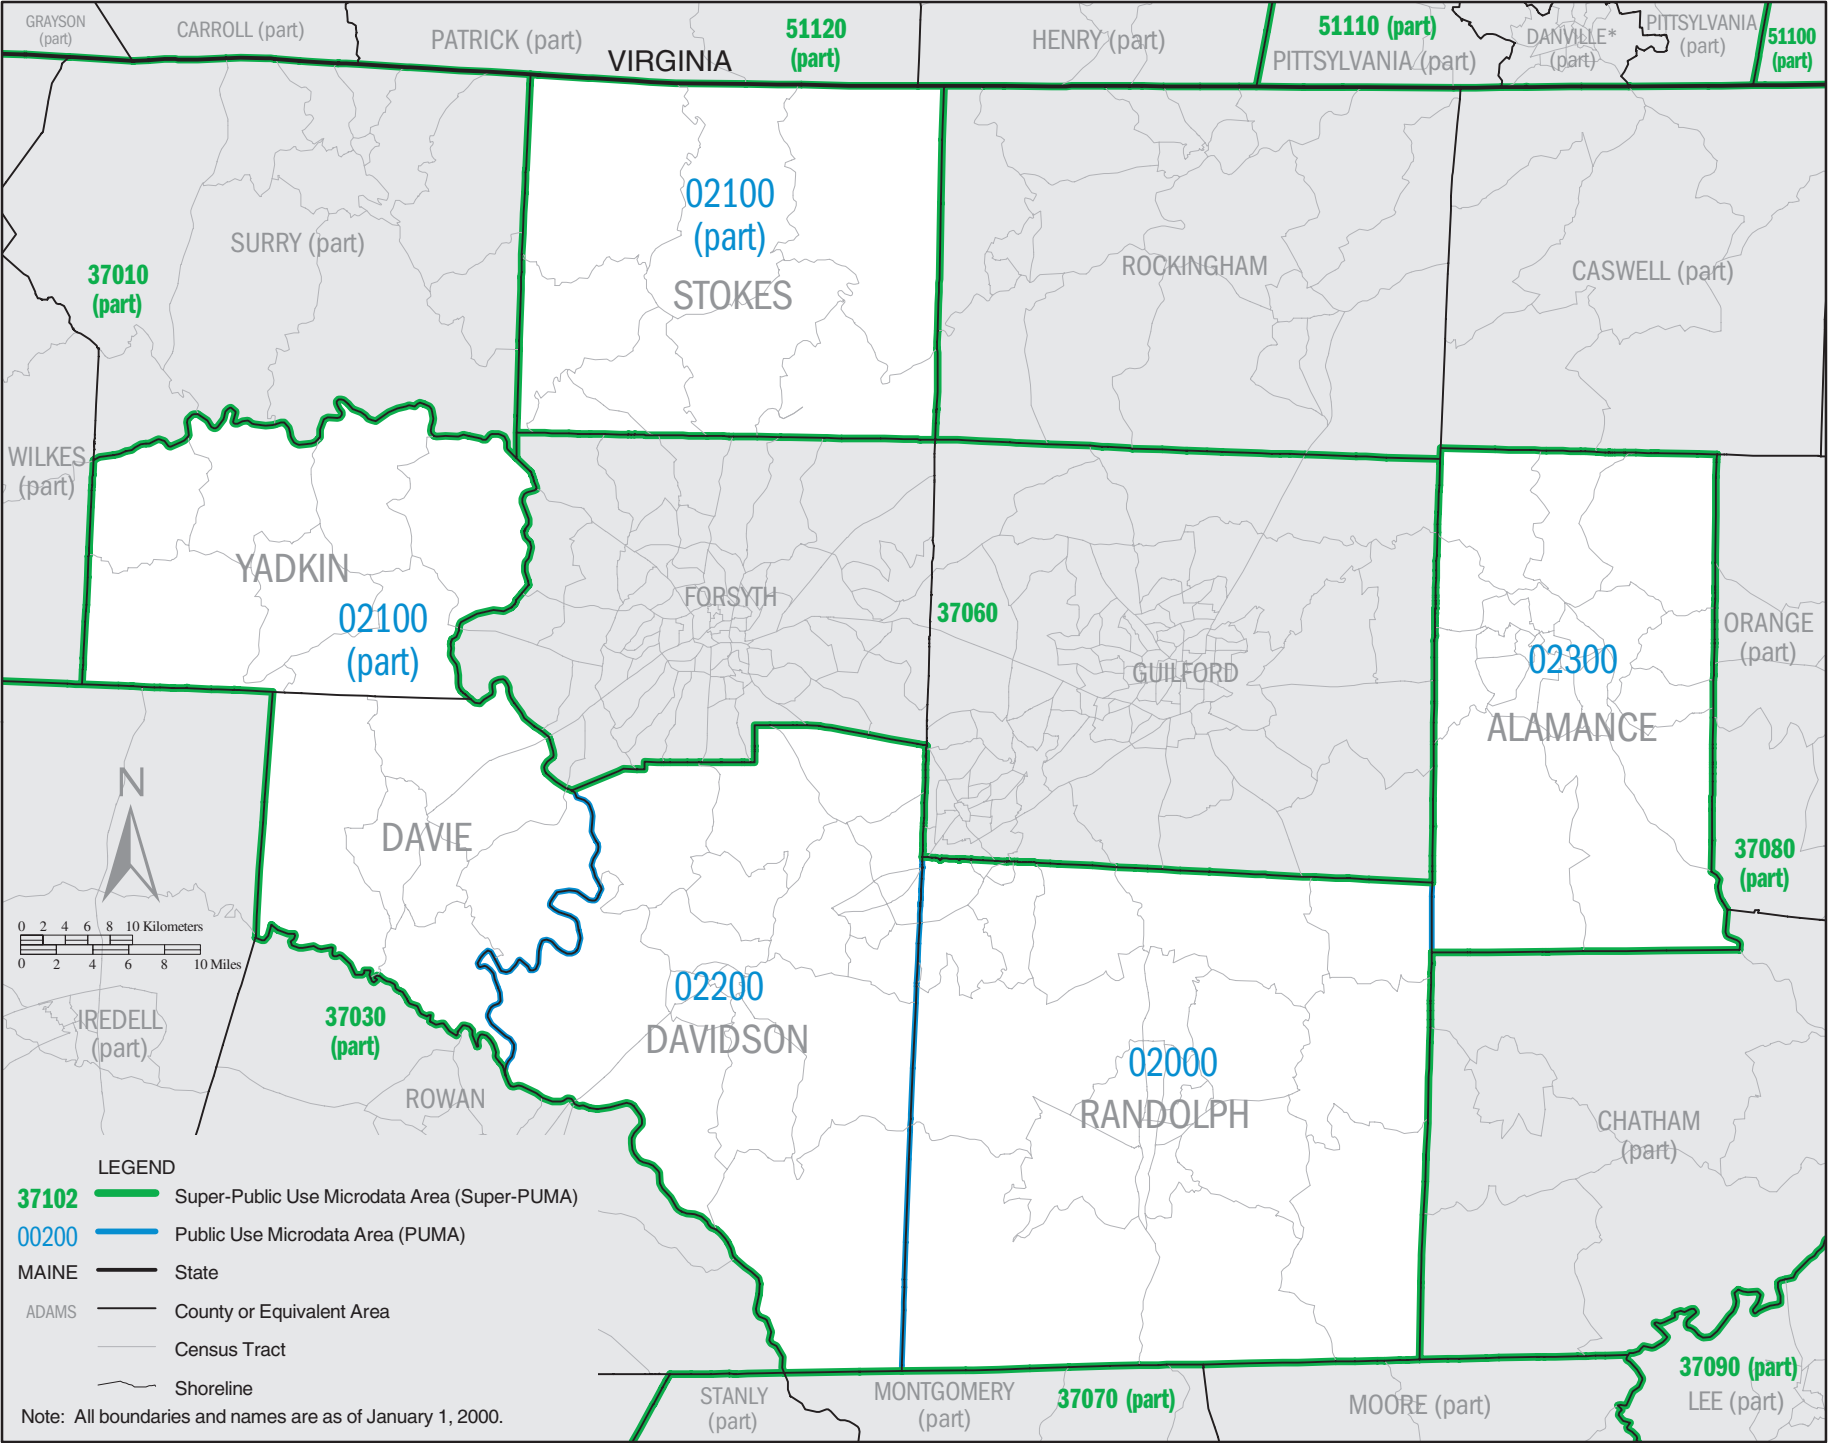 GRAYSON
(part)
CARROLL (part)
PATRICK (part)
VIRGINIA
51120
(part)
HENRY (part)
51110 (part)
PITTSYLVANIA (part)
DANVILLE*
(part)
PITTSYLVANIA
(part)
51100
(part)
02100
(part)
STOKES
SURRY (part)
37010
(part)
ROCKINGHAM
CASWELL (part)
WILKES
(part)
YADKIN
02100
(part)
FORSYTH
37060
GUILFORD
02300
ALAMANCE
ORANGE
(part)
N
DAVIE
37080
(part)
0 2 4 6 8 10 Kilometers
0 2 4 6 8 10 Miles
02200
DAVIDSON
IREDELL
(part)
37030
(part)
ROWAN
02000
RANDOLPH
CHATHAM
(part)
LEGEND
37102 Super-Public Use Microdata Area (Super-PUMA)
00200 Public Use Microdata Area (PUMA)
MAINE State
ADAMS County or Equivalent Area
Census Tract
Shoreline
Note: All boundaries and names are as of January 1, 2000.
STANLY
(part)
MONTGOMERY
(part)
37070 (part)
MOORE (part)
37090 (part)
LEE (part)